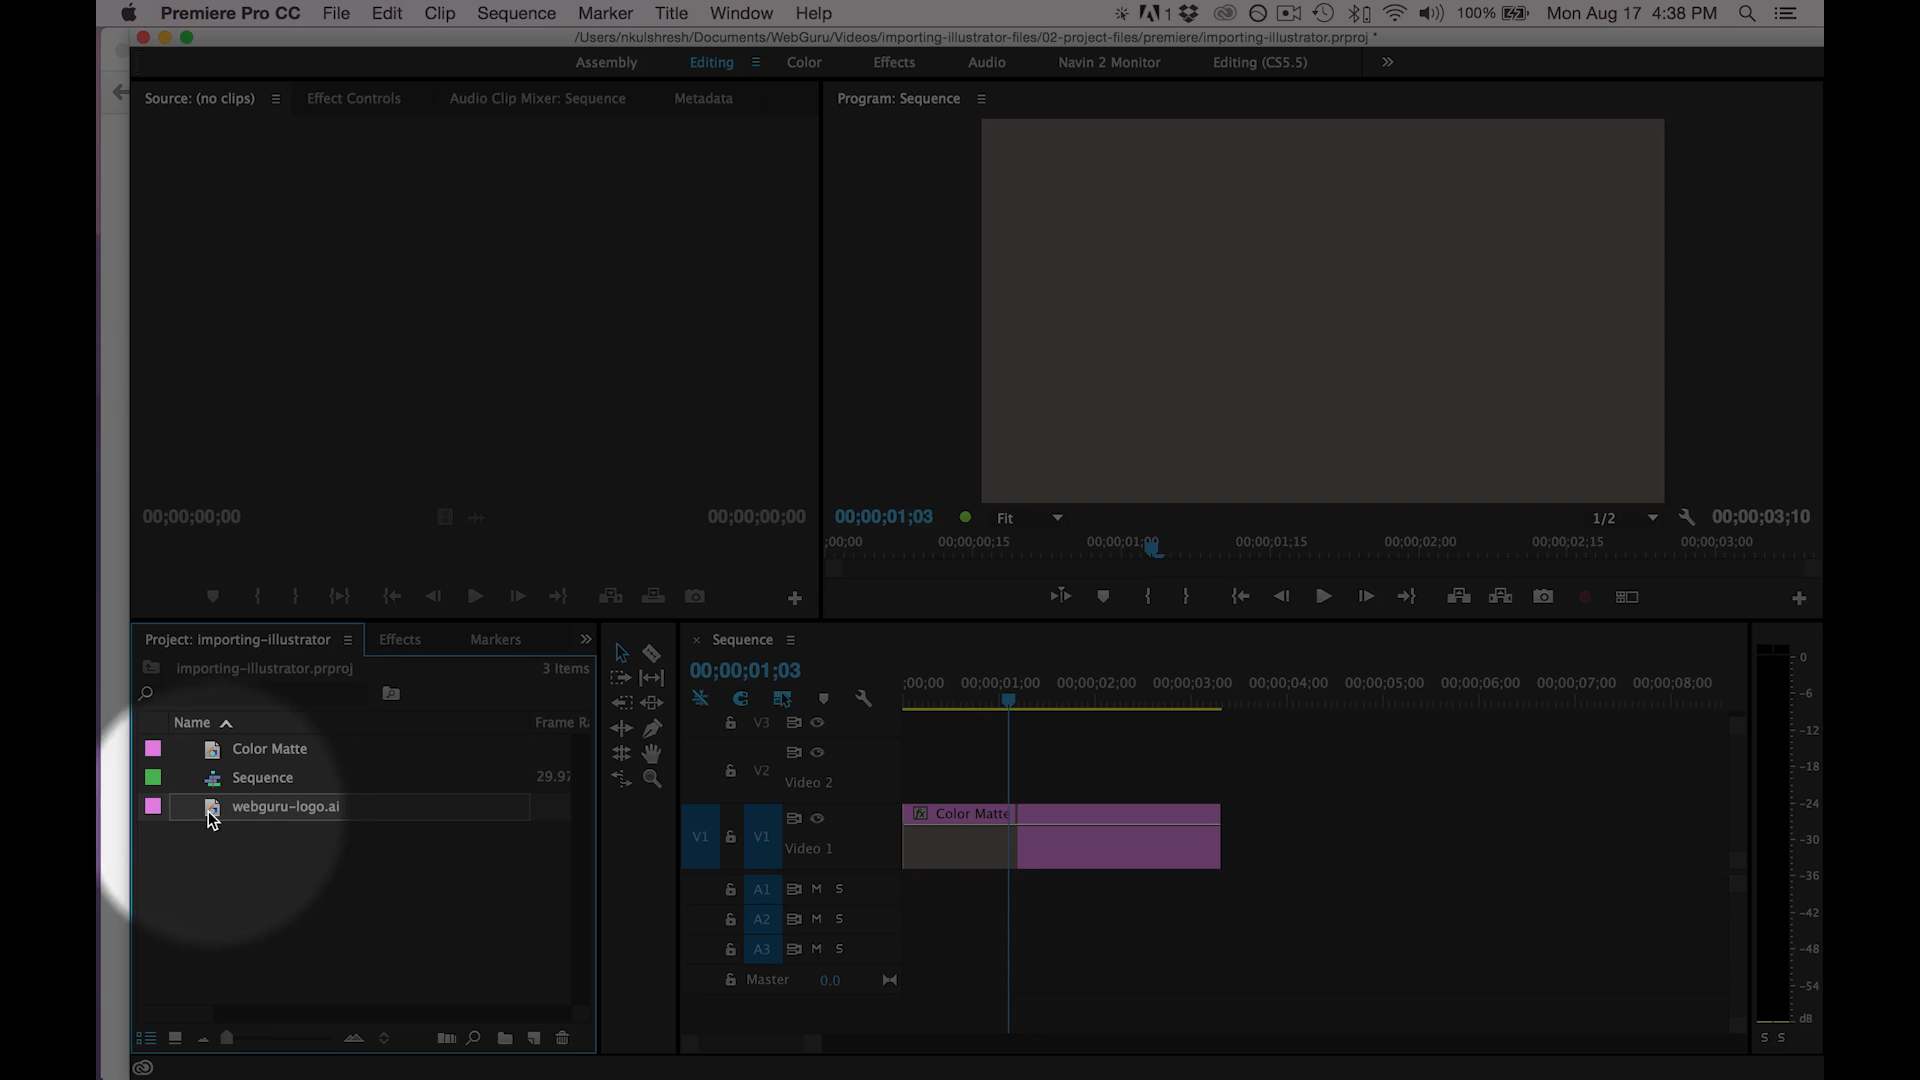 Premiere Pro CC File Edit Clip Sequence Marker Title Window Help 1 100% Mon Aug 17 4:38 PM
/Users/nkulshresh/Documents/WebGuru/Videos/importing-illustrator-files/02-project-files/premiere/importing-illustrator.prproj *
Assembly Editing Color Effects Audio Navin 2 Monitor Editing (CS5.5)
Source: (no clips) Effect Controls Audio Clip Mixer: Sequence Metadata
Program: Sequence
00;00;00;00 00;00;00;00
00;00;01;03 Fit 1/2 00;00;03;10
;00;00 00;00;00;15 00;00;01;00 00;00;01;15 00;00;02;00 00;00;02;15 00;00;03;00
Project: importing-illustrator Effects Markers
importing-illustrator.prproj 3 Items
Name Frame Ra
Color Matte
Sequence 29.97
webguru-logo.ai
Sequence
00;00;01;03
;00;00 00;00;01;00 00;00;02;00 00;00;03;00 00;00;04;00 00;00;05;00 00;00;06;00 00;00;07;00 00;00;08;00
V3
V2
Video 2
V1 V1 Color Matte
Video 1
A1 M S
A2 M S
A3 M S
Master 0.0
0
-6
-12
-18
-24
-30
-36
-42
-48
-54
dB
S S